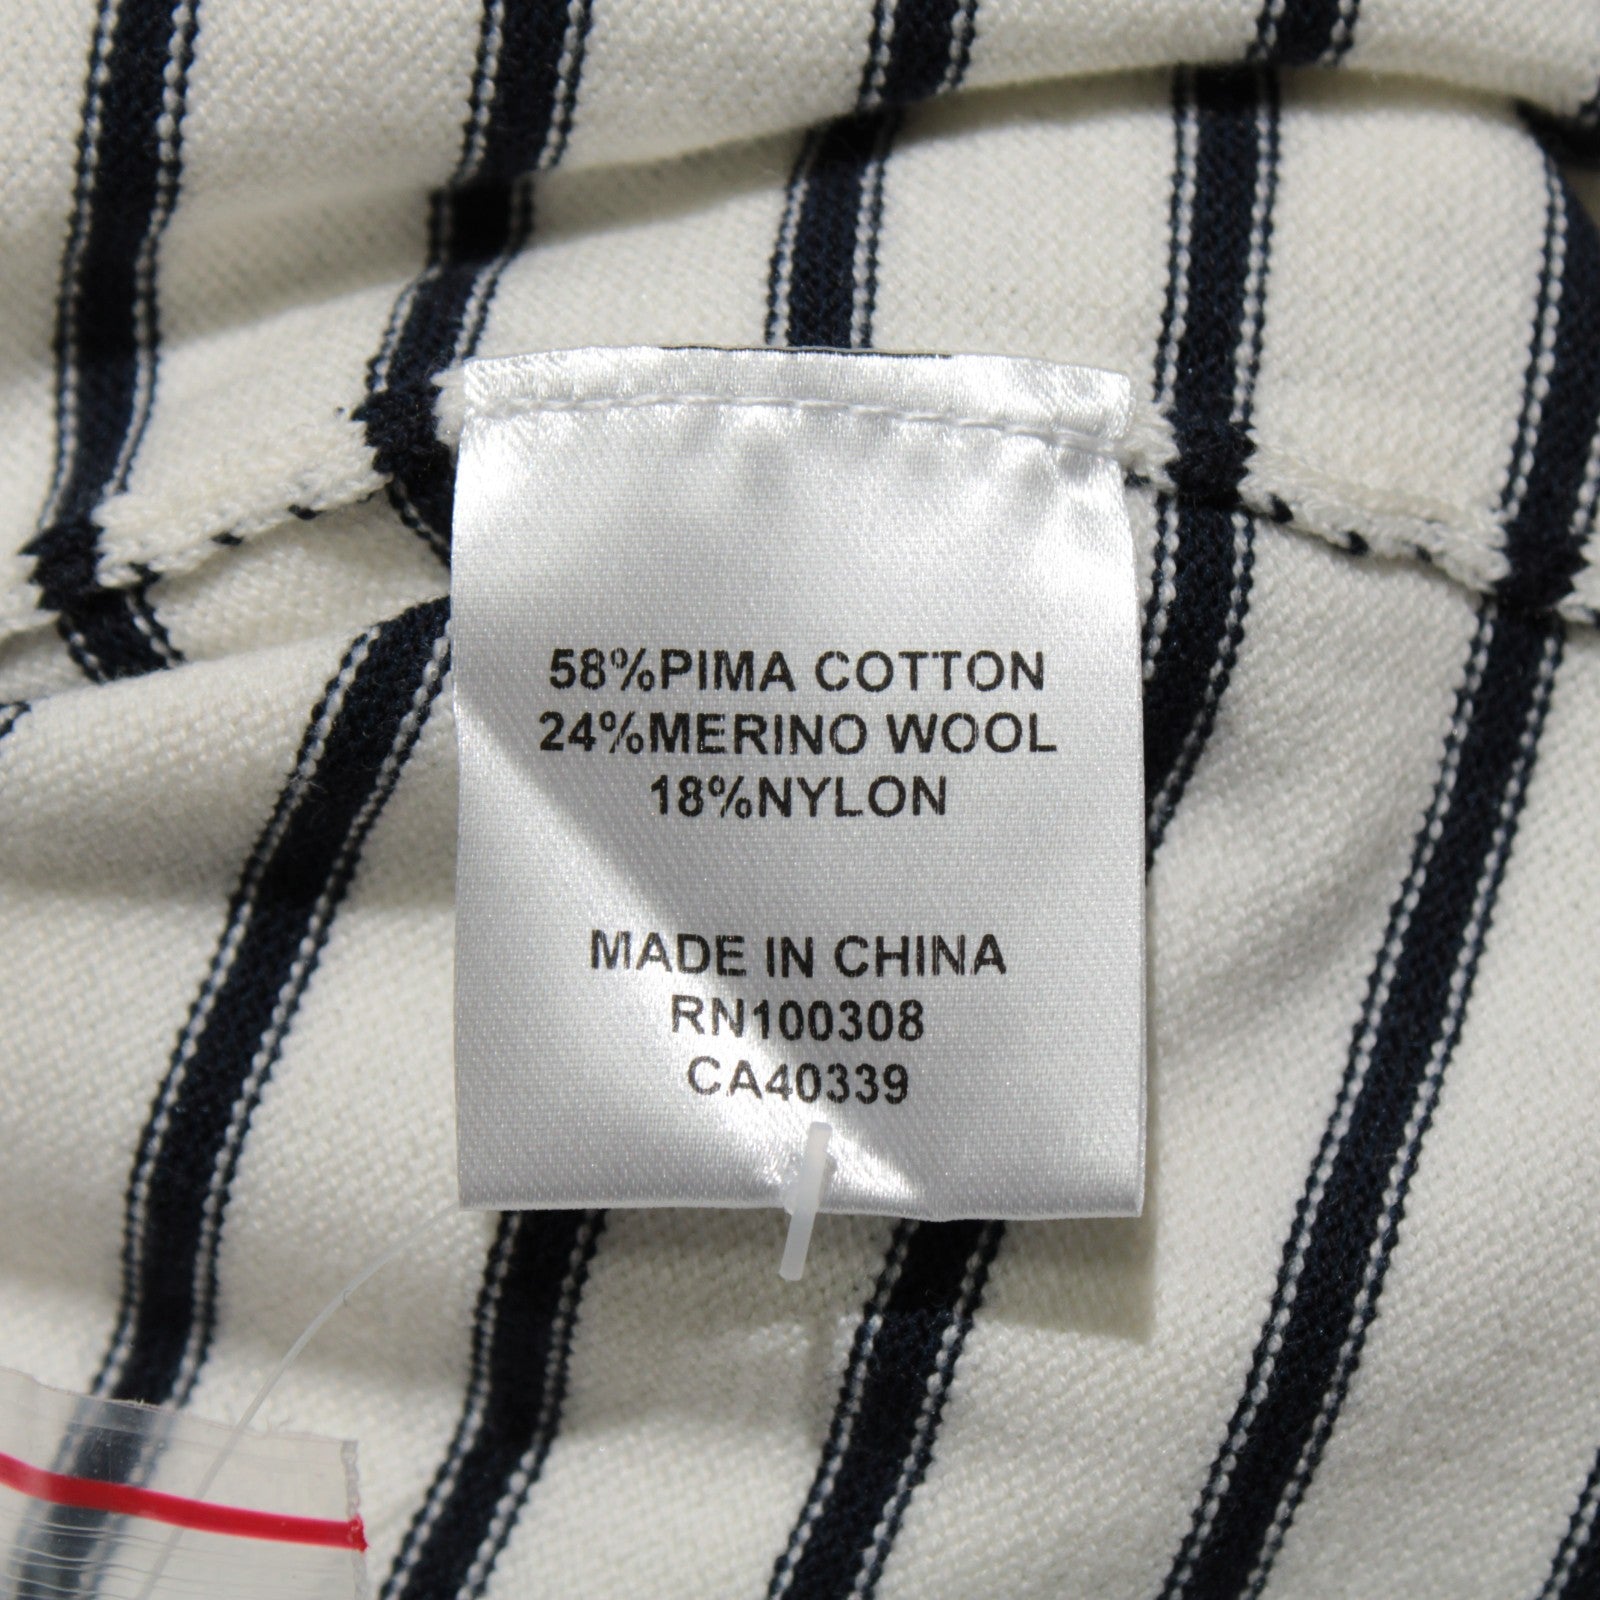 58%PIMA COTTON
24%MERINO WOOL
18%NYLON
MADE IN CHINA
RN100308
CA40339